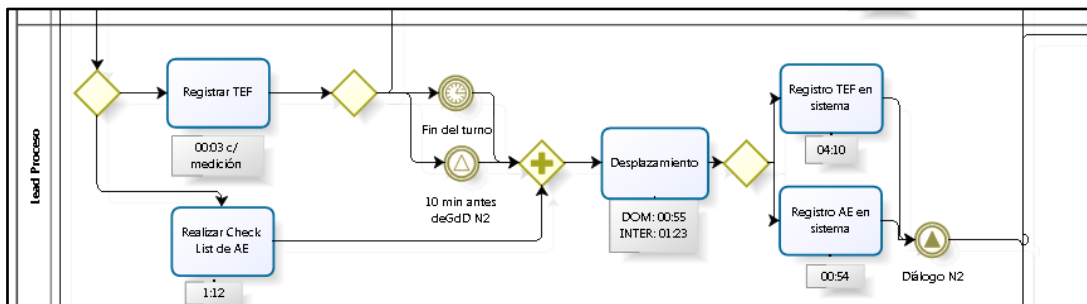 Lead Proceso
Registrar TEF
00:03 c/
medición
Realizar Check
List de AE
1:12
Fin del turno
10 min antes
deGdD N2
Desplazamiento
DOM: 00:55
INTER: 01:23
Registro TEF en
sistema
04:10
Registro AE en
sistema
00:54
Diálogo N2